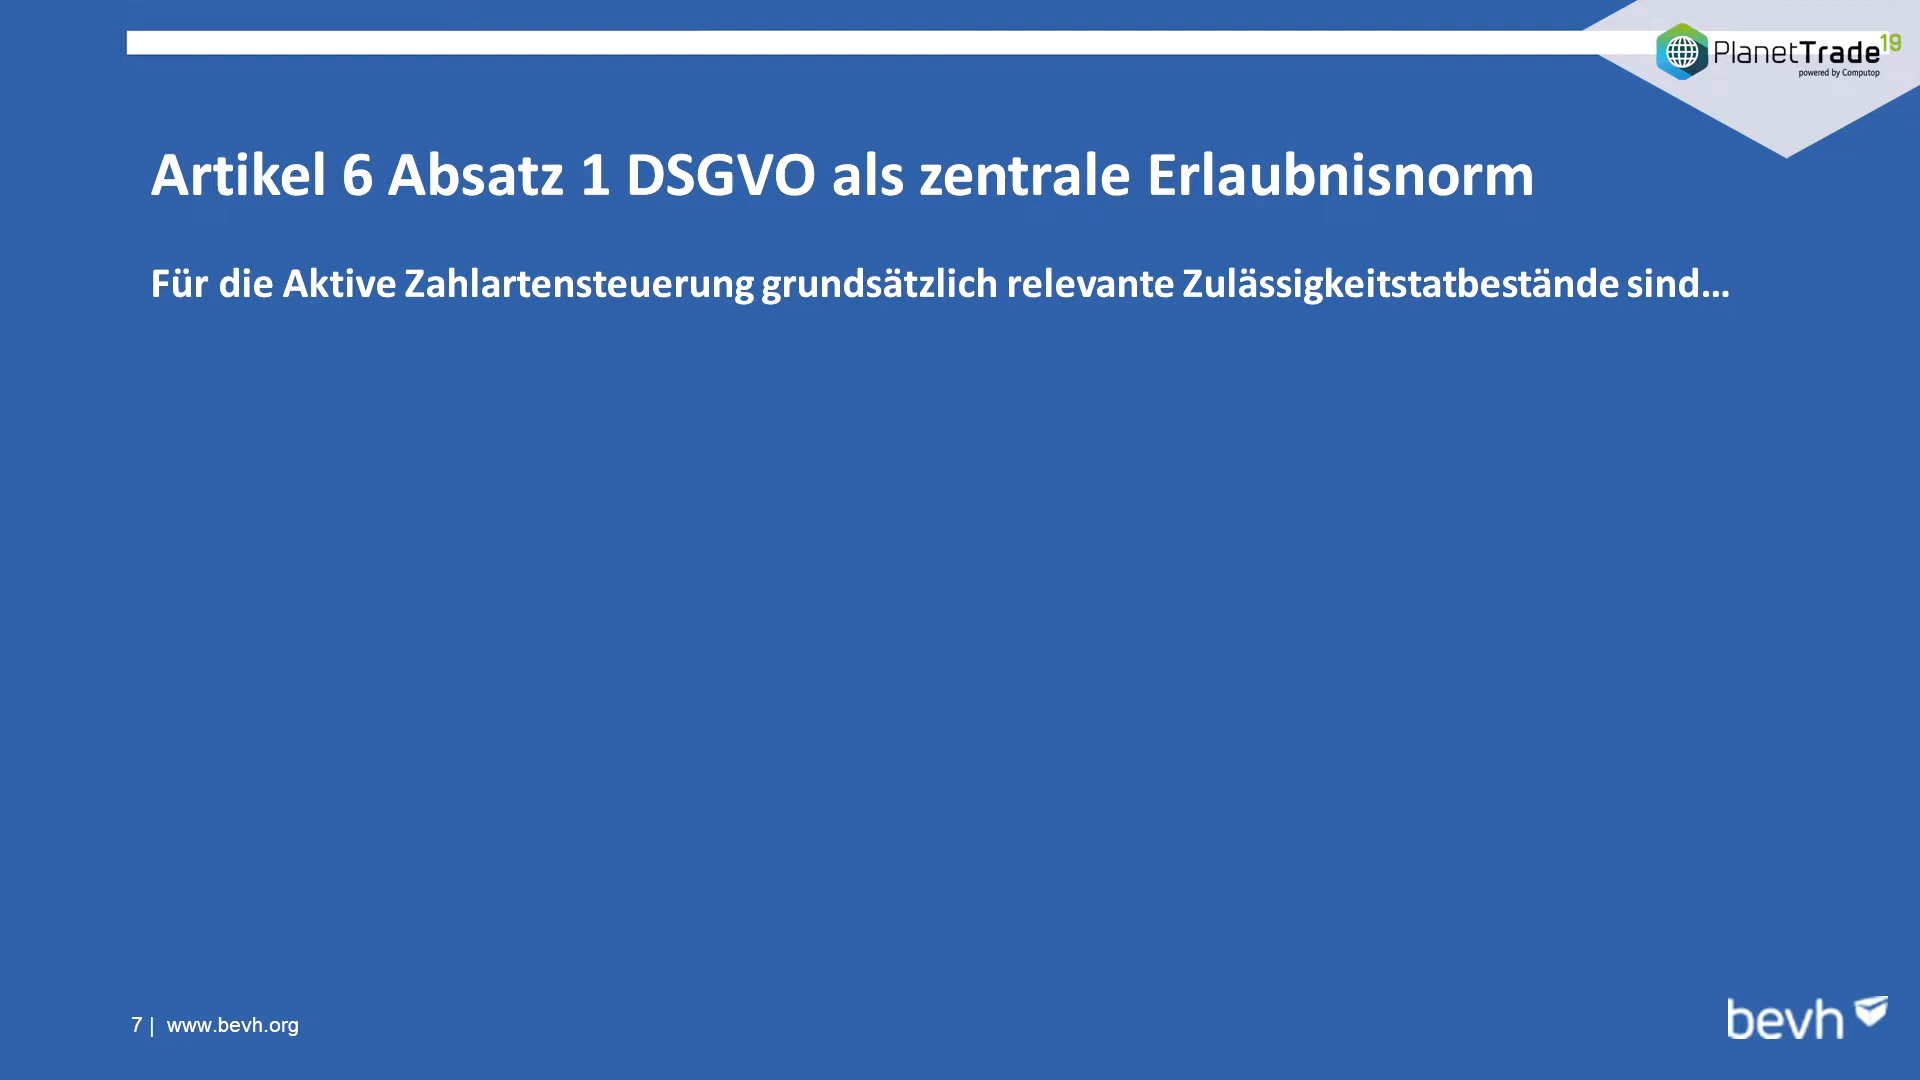 PlanetTrade19
powered by Computop
Artikel 6 Absatz 1 DSGVO als zentrale Erlaubnisnorm
Für die Aktive Zahlartensteuerung grundsätzlich relevante Zulässigkeitstatbestände sind...
7 | www.bevh.org
bevh